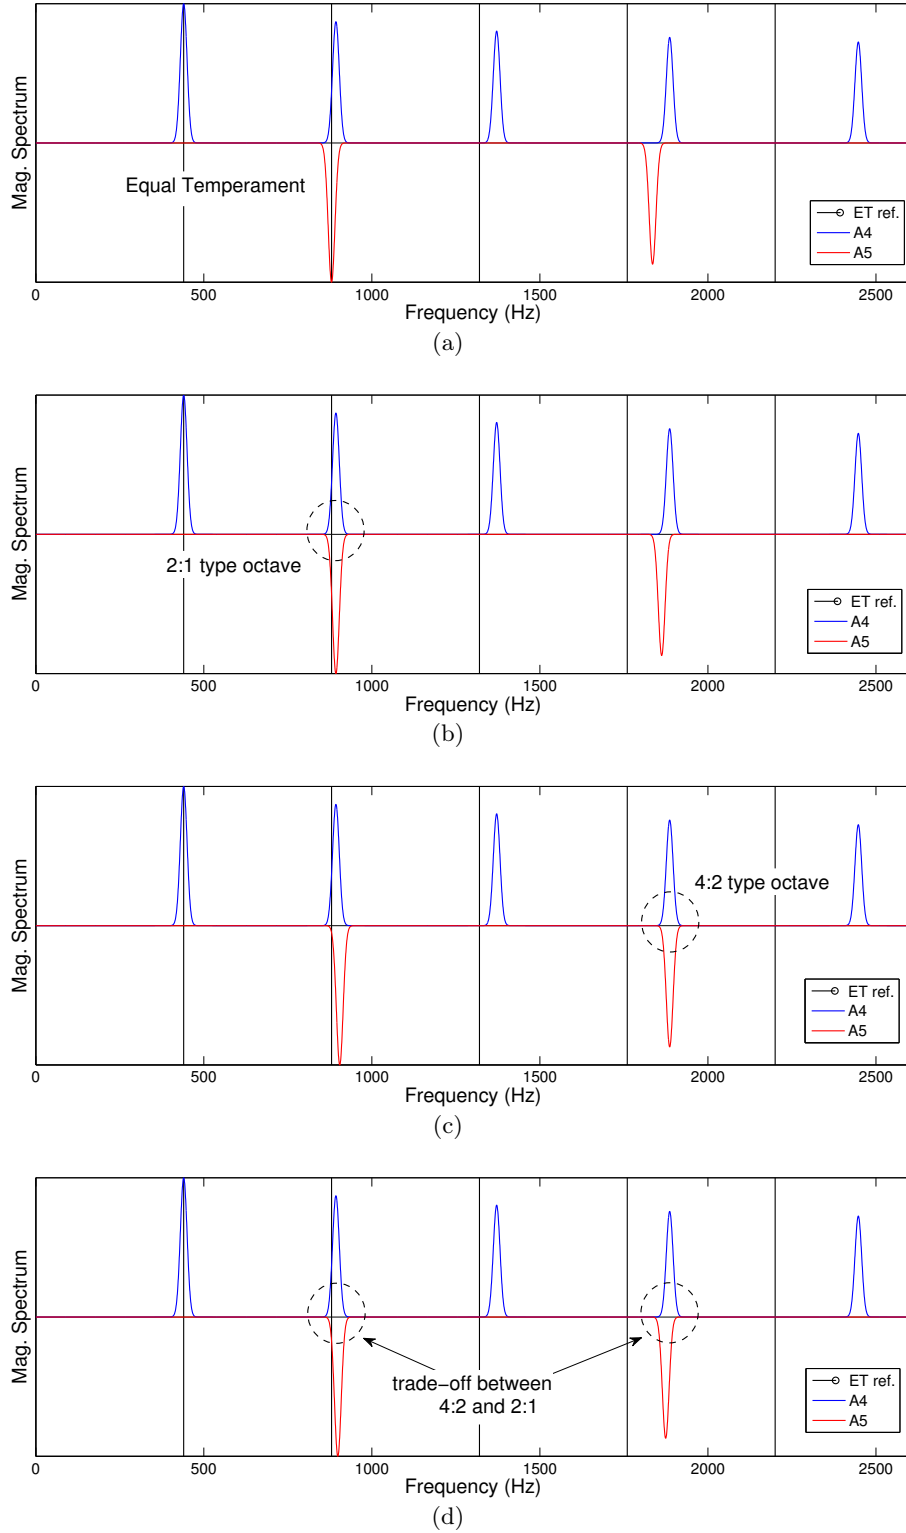 Mag. Spectrum
Equal Temperament
ET ref.
A4
A5
0 500 1000 1500 2000 2500
Frequency (Hz)
(a)
Mag. Spectrum
2:1 type octave
ET ref.
A4
A5
0 500 1000 1500 2000 2500
Frequency (Hz)
(b)
Mag. Spectrum
4:2 type octave
ET ref.
A4
A5
0 500 1000 1500 2000 2500
Frequency (Hz)
(c)
Mag. Spectrum
trade−off between
4:2 and 2:1
ET ref.
A4
A5
0 500 1000 1500 2000 2500
Frequency (Hz)
(d)